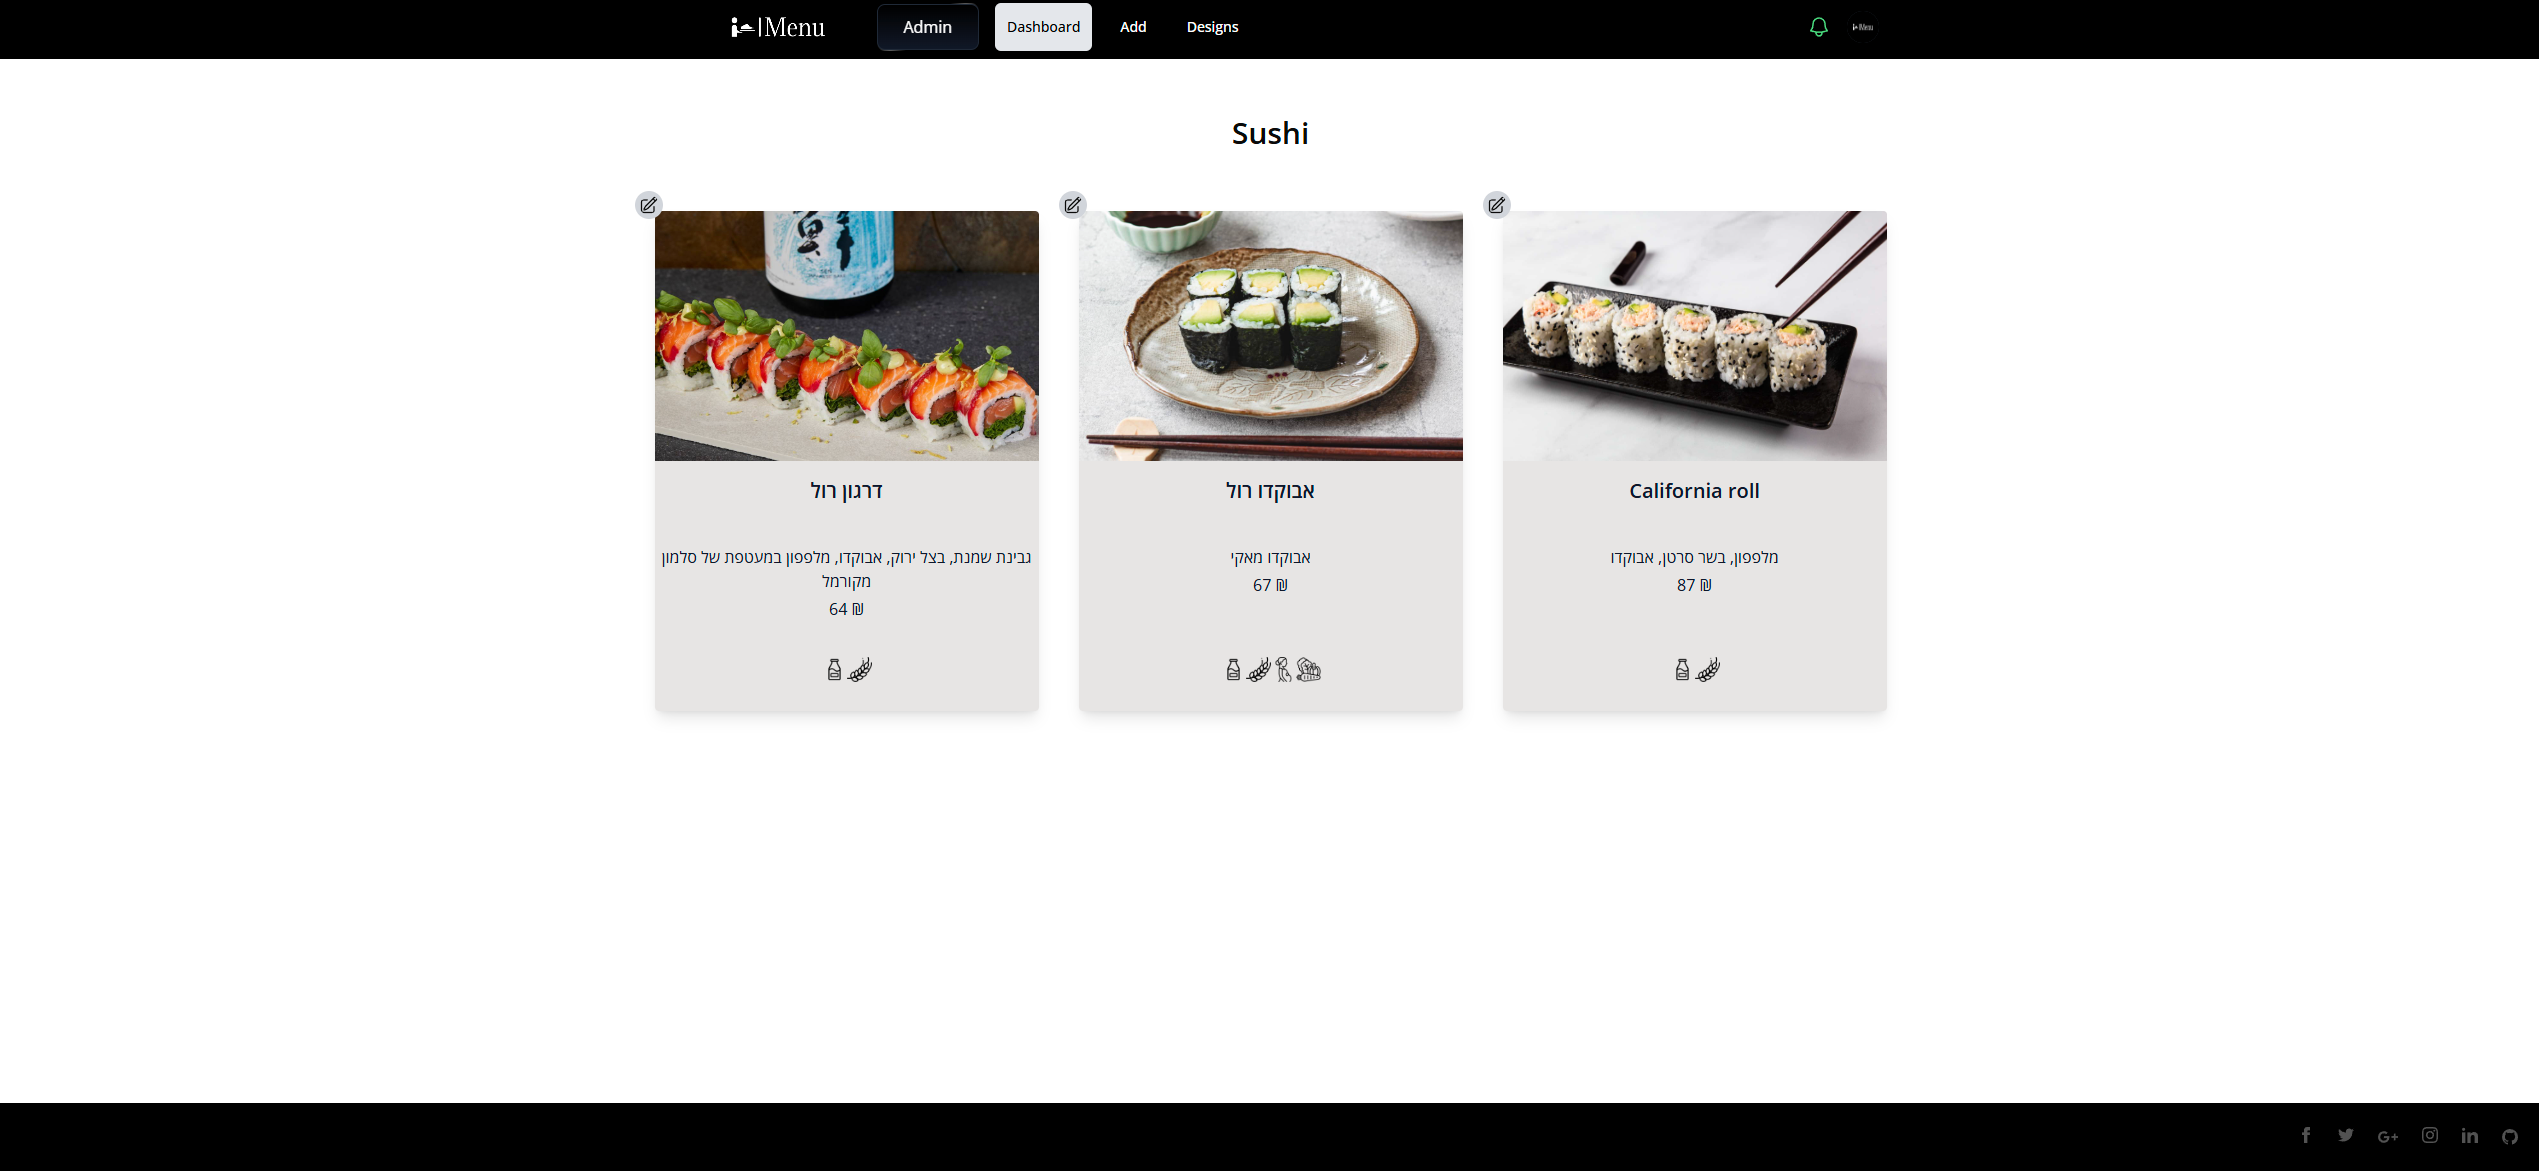 IMenu
Admin
Dashboard
Add
Designs
Sushi
דרגון רול
גבינת שמנת, בצל ירוק, אבוקדו, מלפפון במעטפת של סלמון
מקורמל
64 ₪
אבוקדו רול
אבוקדו מאקי
67 ₪
California roll
מלפפון, בשר סרטן, אבוקדו
87 ₪